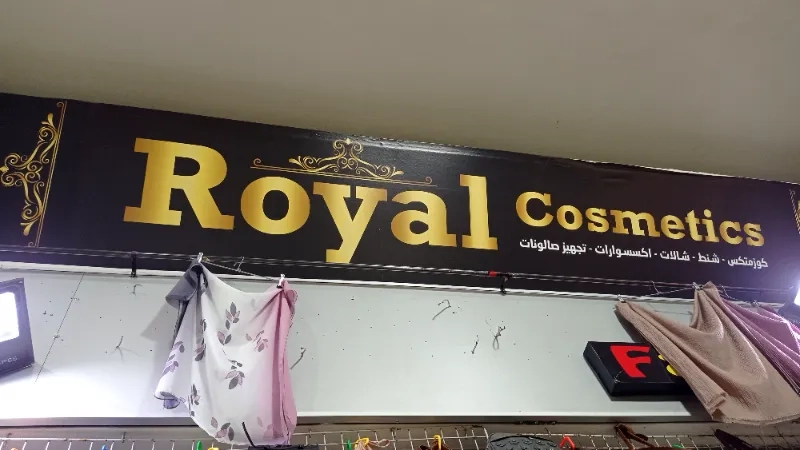 Royal Cosmetics
كوزمتكس - شنط - شالات - اكسسوارات - تجهيز صالونات
F